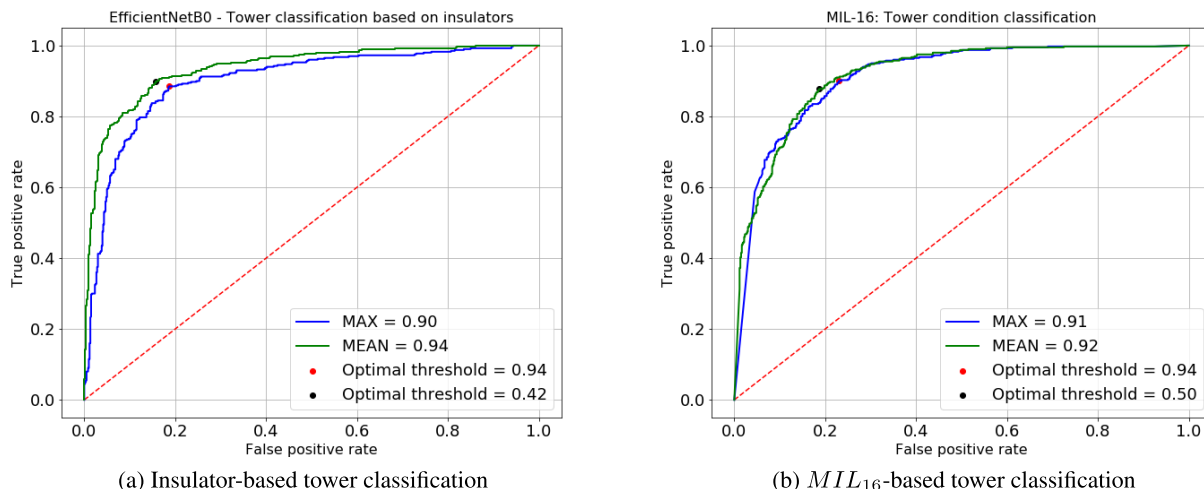 EfficientNetB0 - Tower classification based on insulators
1.0
0.8
0.6
0.4
0.2
0.0
True positive rate
MAX = 0.90
MEAN = 0.94
Optimal threshold = 0.94
Optimal threshold = 0.42
0.0 0.2 0.4 0.6 0.8 1.0
False positive rate
(a) Insulator-based tower classification
MIL-16: Tower condition classification
1.0
0.8
0.6
0.4
0.2
0.0
True positive rate
MAX = 0.91
MEAN = 0.92
Optimal threshold = 0.94
Optimal threshold = 0.50
0.0 0.2 0.4 0.6 0.8 1.0
False positive rate
(b) MIL₁₆-based tower classification